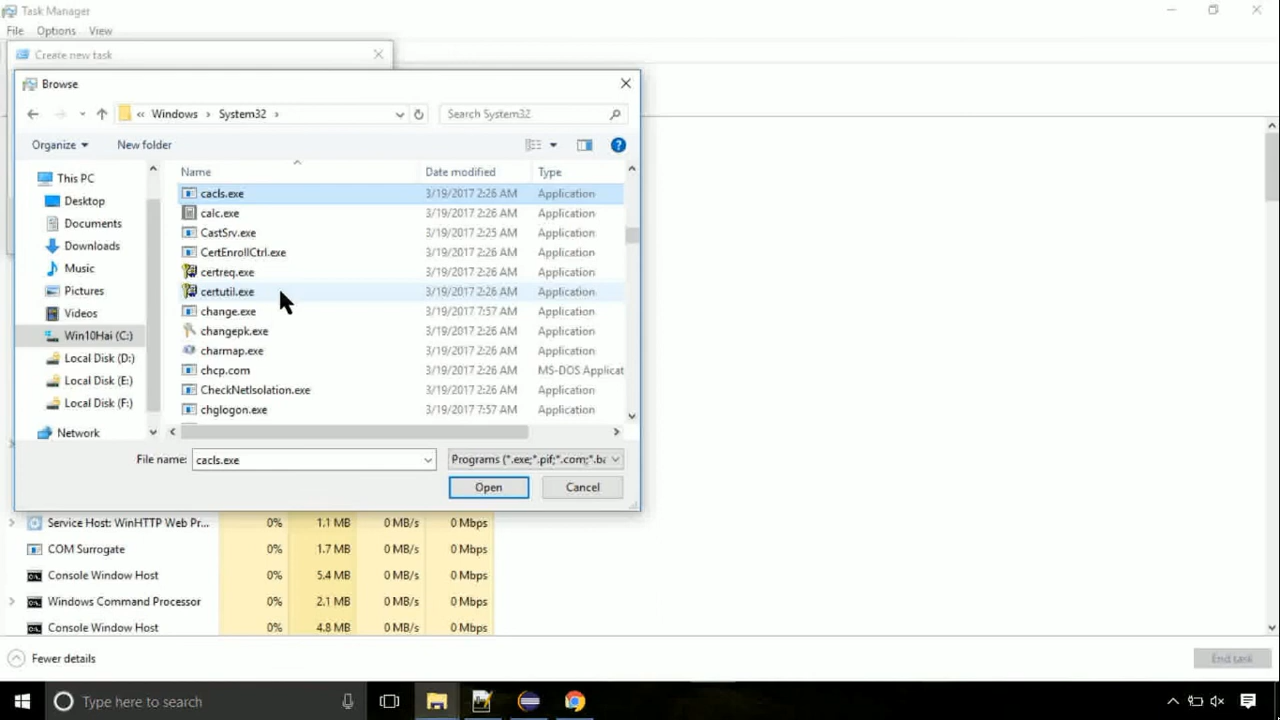 Task Manager
File Options View
Create new task
Browse
« Windows › System32 ›
Search System32
Organize
New folder
Name Date modified Type
This PC
Desktop
Documents
Downloads
Music
Pictures
Videos
Win10Hai (C:)
Local Disk (D:)
Local Disk (E:)
Local Disk (F:)
Network
cacls.exe 3/19/2017 2:26 AM Application
calc.exe 3/19/2017 2:26 AM Application
CastSrv.exe 3/19/2017 2:25 AM Application
CertEnrollCtrl.exe 3/19/2017 2:26 AM Application
certreq.exe 3/19/2017 2:26 AM Application
certutil.exe 3/19/2017 2:26 AM Application
change.exe 3/19/2017 7:57 AM Application
changepk.exe 3/19/2017 2:26 AM Application
charmap.exe 3/19/2017 2:26 AM Application
chcp.com 3/19/2017 2:26 AM MS-DOS Applicat
CheckNetIsolation.exe 3/19/2017 2:26 AM Application
chglogon.exe 3/19/2017 7:57 AM Application
File name: cacls.exe
Programs (*.exe;*.pif;*.com;*.ba
Open Cancel
Service Host: WinHTTP Web Pr... 0% 1.1 MB 0 MB/s 0 Mbps
COM Surrogate 0% 1.7 MB 0 MB/s 0 Mbps
Console Window Host 0% 5.4 MB 0 MB/s 0 Mbps
Windows Command Processor 0% 2.1 MB 0 MB/s 0 Mbps
Console Window Host 0% 4.8 MB 0 MB/s 0 Mbps
Fewer details
End task
Type here to search